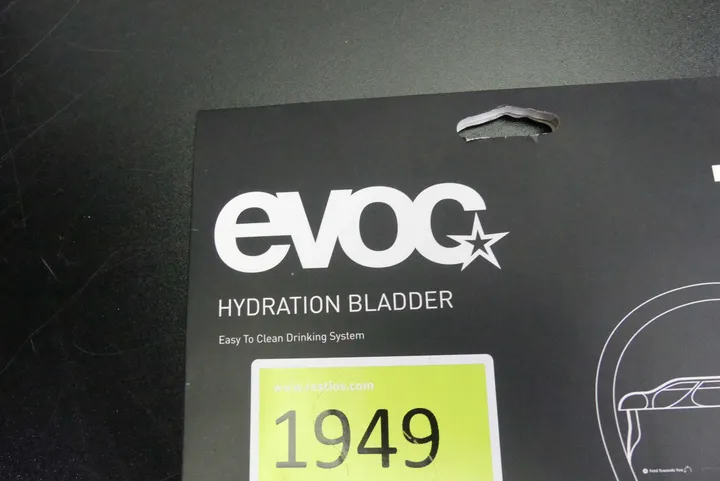 evoc
HYDRATION BLADDER
Easy To Clean Drinking System
1949